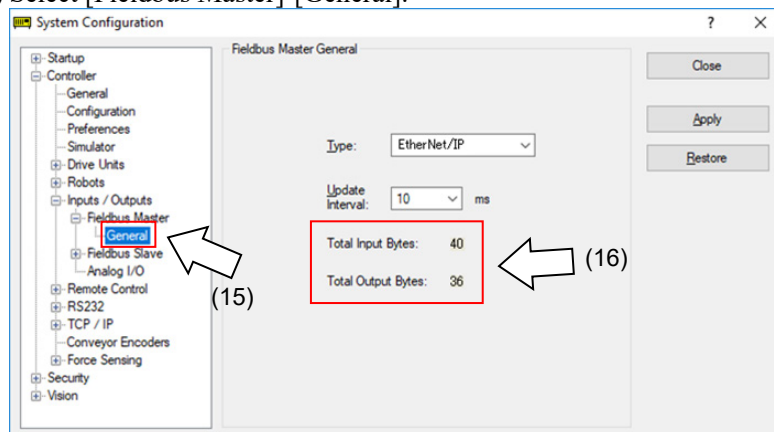 Select [Fieldbus Master]-[General].
System Configuration
? ×
Startup
Controller
General
Configuration
Preferences
Simulator
Drive Units
Robots
Inputs / Outputs
Fieldbus Master
General
Fieldbus Slave
Analog I/O
Remote Control
RS232
TCP / IP
Conveyor Encoders
Force Sensing
Security
Vision
(15)
Fieldbus Master General
Type: EtherNet/IP
Update
Interval: 10 ms
Total Input Bytes: 40
Total Output Bytes: 36
(16)
Close
Apply
Restore